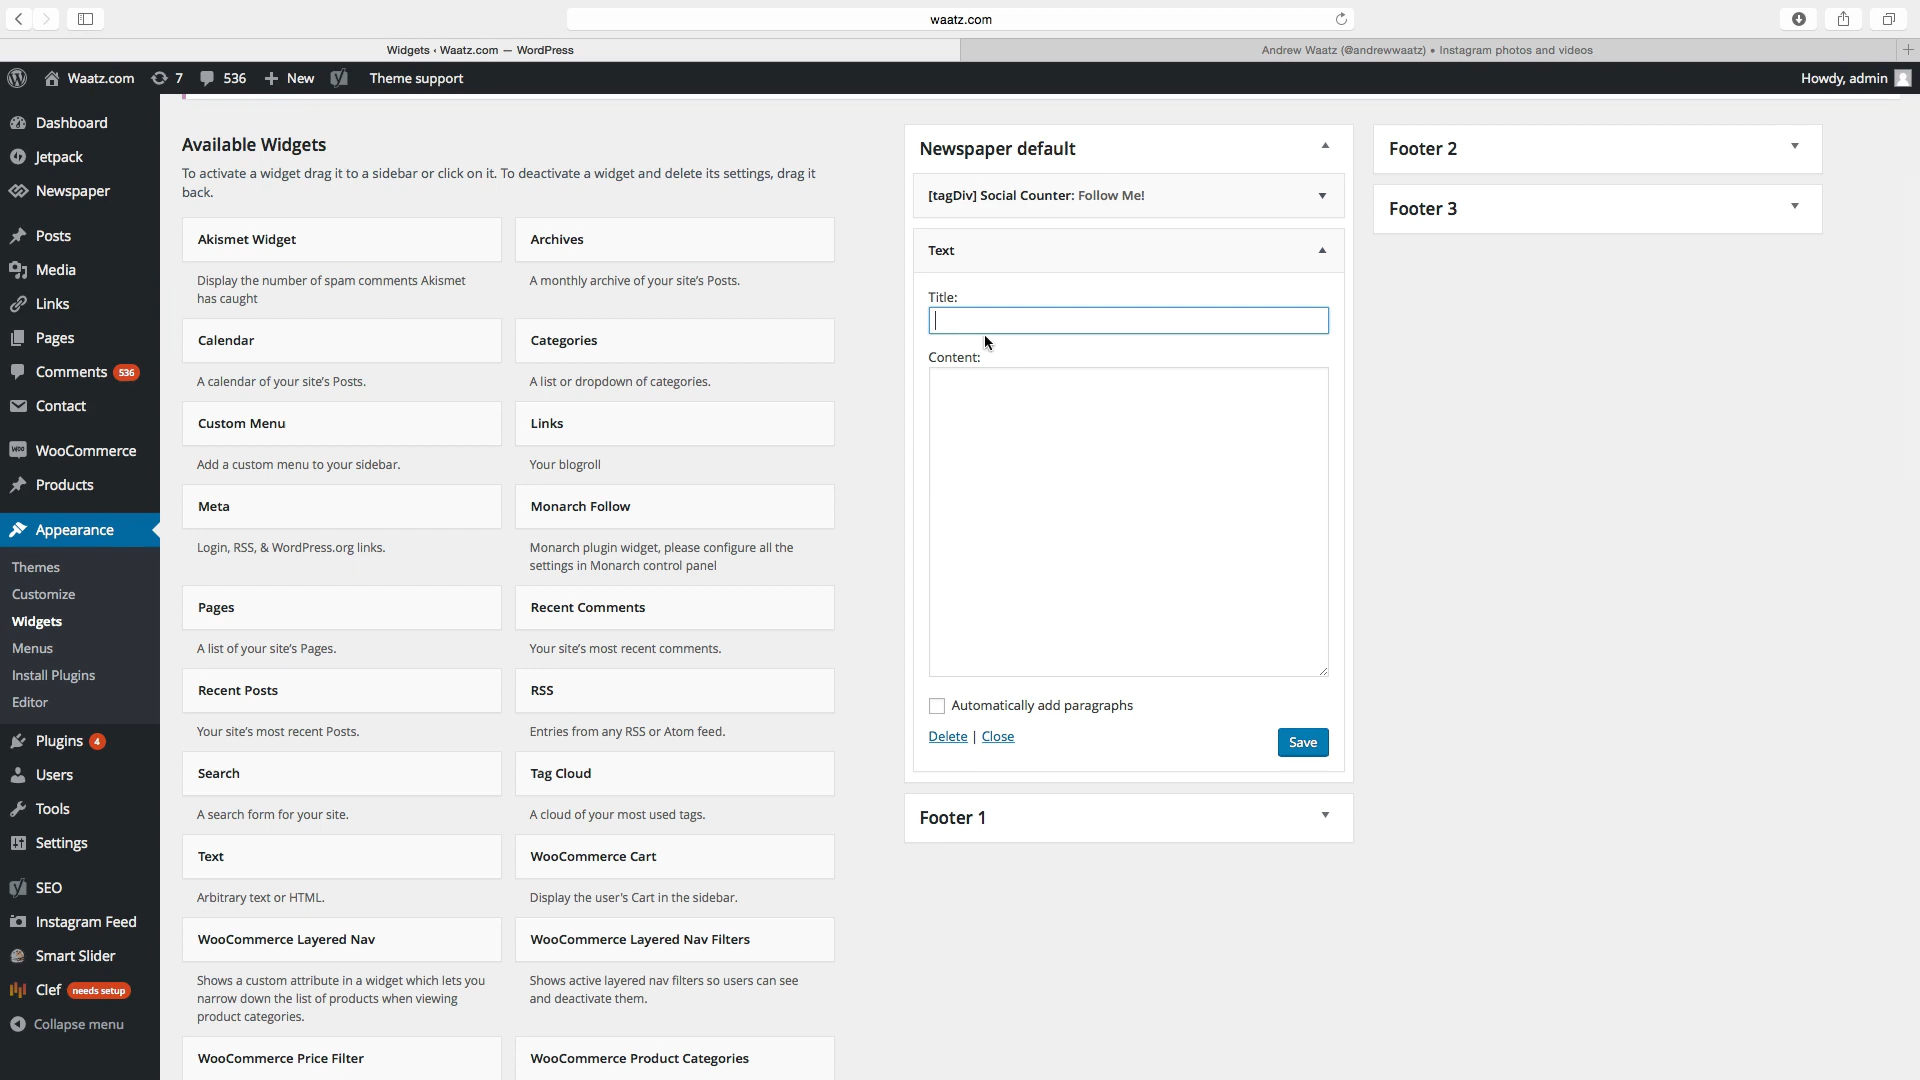 waatz.com
Widgets ‹ Waatz.com — WordPress
Andrew Waatz (@andrewwaatz) • Instagram photos and videos
Waatz.com 7 536 New Theme support
Howdy, admin
Dashboard
Jetpack
Newspaper
Posts
Media
Links
Pages
Comments 536
Contact
WooCommerce
Products
Appearance
Themes
Customize
Widgets
Menus
Install Plugins
Editor
Plugins 4
Users
Tools
Settings
SEO
Instagram Feed
Smart Slider
Clef needs setup
Collapse menu
Available Widgets
To activate a widget drag it to a sidebar or click on it. To deactivate a widget and delete its settings, drag it
back.
Akismet Widget
Display the number of spam comments Akismet
has caught
Archives
A monthly archive of your site's Posts.
Calendar
A calendar of your site's Posts.
Categories
A list or dropdown of categories.
Custom Menu
Add a custom menu to your sidebar.
Links
Your blogroll
Meta
Login, RSS, & WordPress.org links.
Monarch Follow
Monarch plugin widget, please configure all the
settings in Monarch control panel
Pages
A list of your site's Pages.
Recent Comments
Your site's most recent comments.
Recent Posts
Your site's most recent Posts.
RSS
Entries from any RSS or Atom feed.
Search
A search form for your site.
Tag Cloud
A cloud of your most used tags.
Text
Arbitrary text or HTML.
WooCommerce Cart
Display the user's Cart in the sidebar.
WooCommerce Layered Nav
Shows a custom attribute in a widget which lets you
narrow down the list of products when viewing
product categories.
WooCommerce Layered Nav Filters
Shows active layered nav filters so users can see
and deactivate them.
WooCommerce Price Filter
WooCommerce Product Categories
Newspaper default
[tagDiv] Social Counter: Follow Me!
Text
Title:
Content:
Automatically add paragraphs
Delete | Close
Save
Footer 1
Footer 2
Footer 3